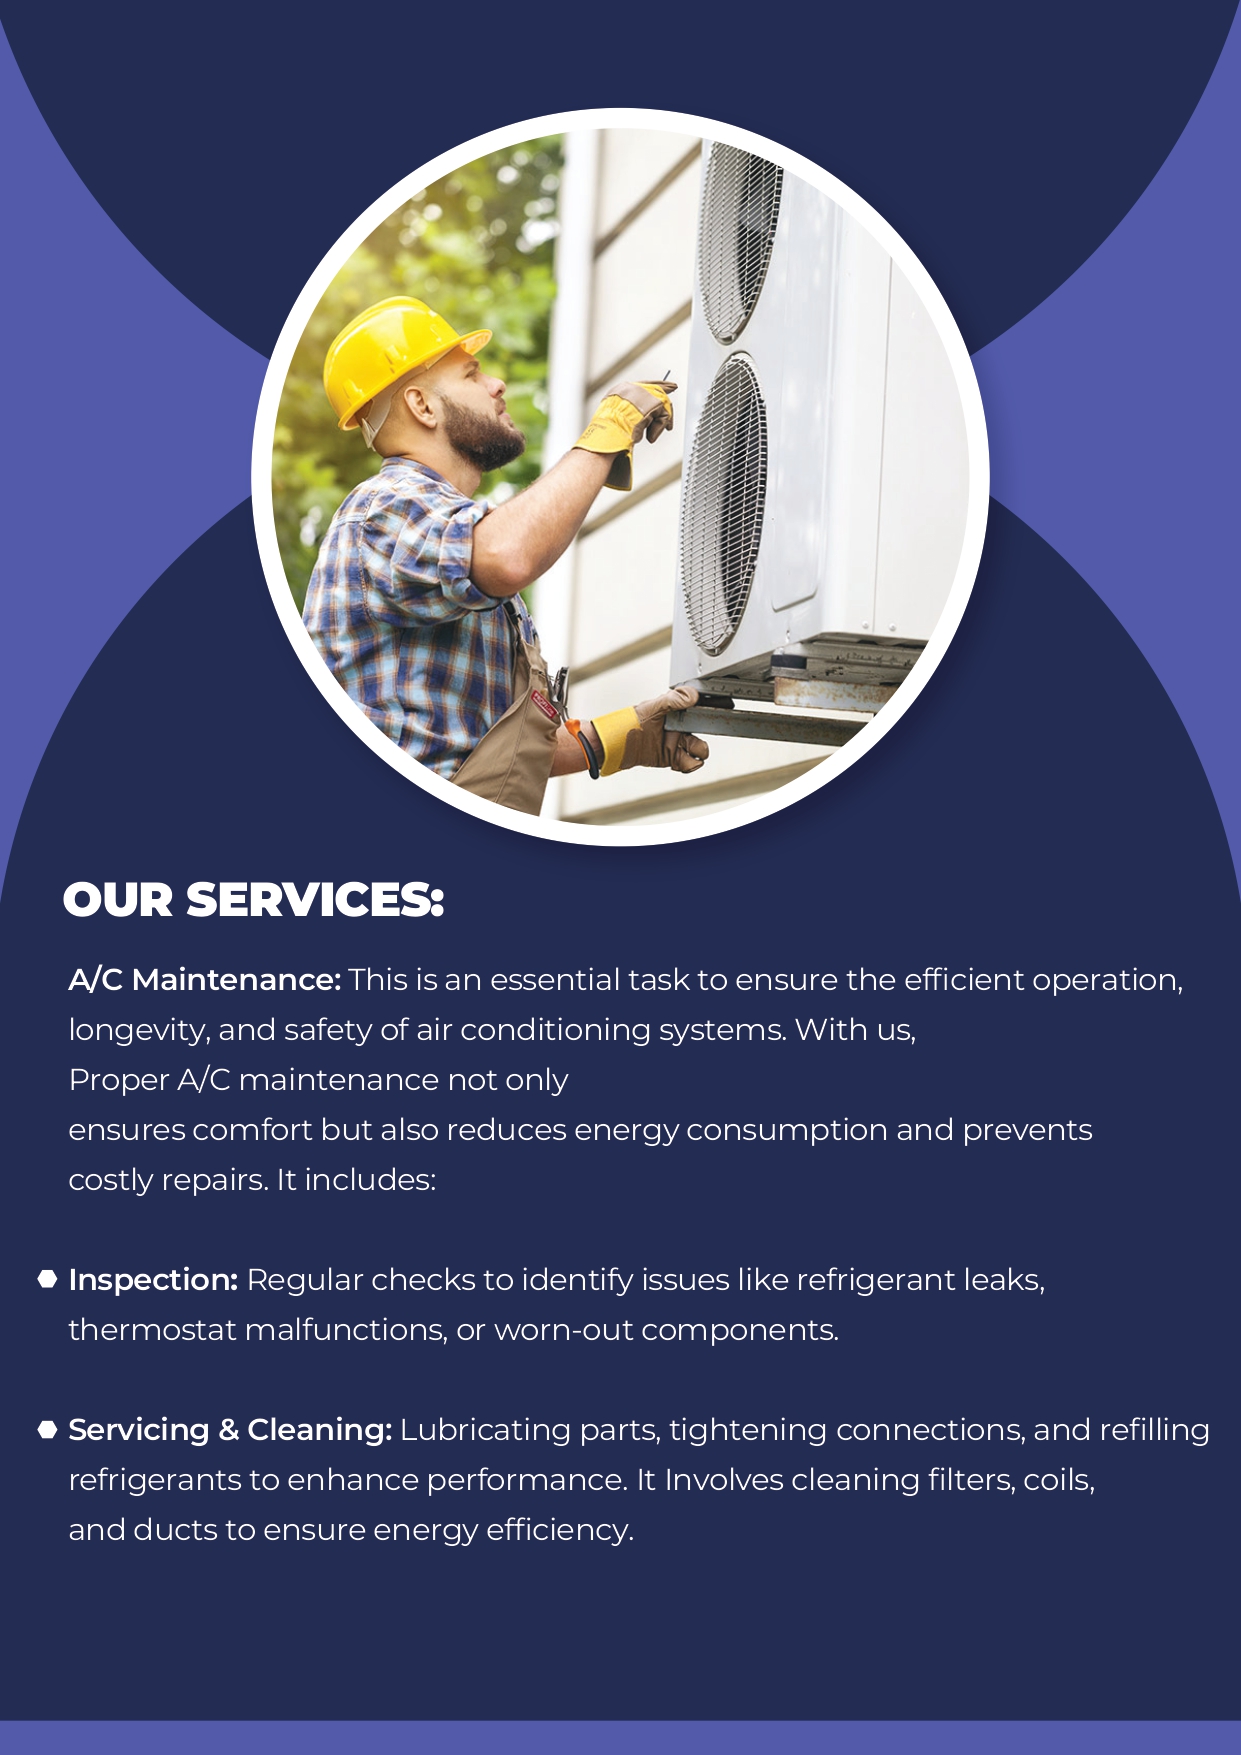 OUR SERVICES:
A/C Maintenance: This is an essential task to ensure the efficient operation,
longevity, and safety of air conditioning systems. With us,
Proper A/C maintenance not only
ensures comfort but also reduces energy consumption and prevents
costly repairs. It includes:
Inspection: Regular checks to identify issues like refrigerant leaks,
thermostat malfunctions, or worn-out components.
Servicing & Cleaning: Lubricating parts, tightening connections, and refilling
refrigerants to enhance performance. It Involves cleaning filters, coils,
and ducts to ensure energy efficiency.